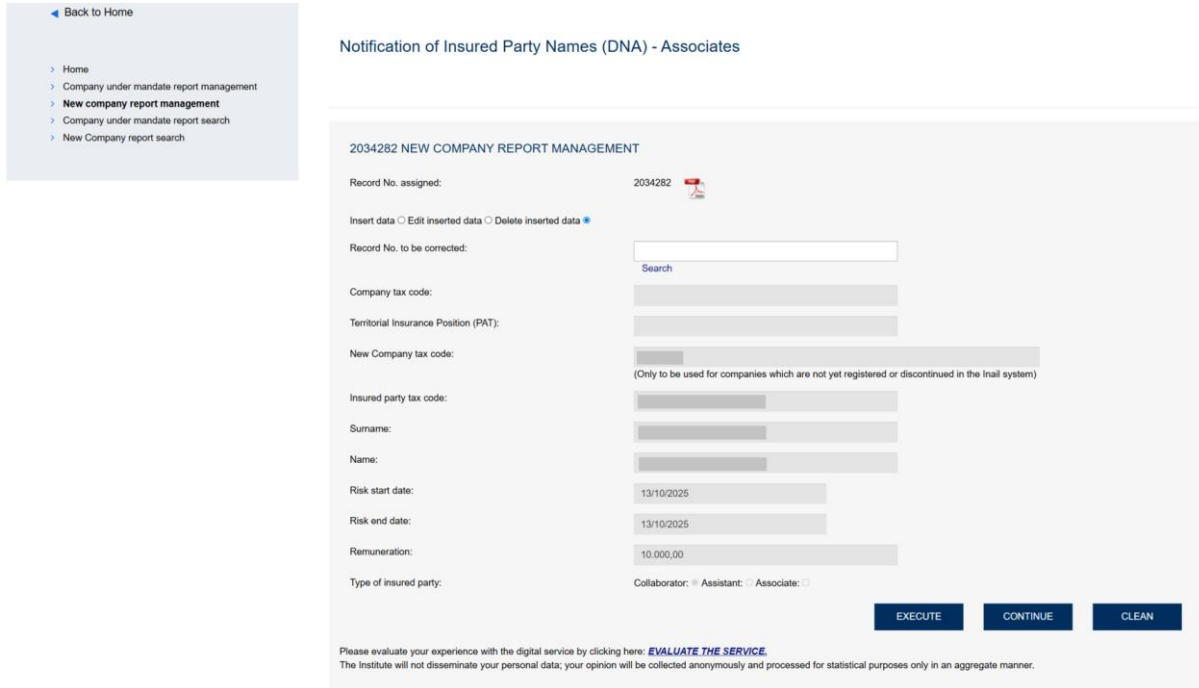 Back to Home
Home
Company under mandate report management
New company report management
Company under mandate report search
New Company report search
Notification of Insured Party Names (DNA) - Associates
2034282 NEW COMPANY REPORT MANAGEMENT
Record No. assigned: 2034282
Insert data Edit inserted data Delete inserted data
Record No. to be corrected:
Search
Company tax code:
Territorial Insurance Position (PAT):
New Company tax code:
(Only to be used for companies which are not yet registered or discontinued in the Inail system)
Insured party tax code:
Surname:
Name:
Risk start date: 13/10/2025
Risk end date: 13/10/2025
Remuneration: 10.000,00
Type of insured party: Collaborator: Assistant: Associate:
EXECUTE CONTINUE CLEAN
Please evaluate your experience with the digital service by clicking here: EVALUATE THE SERVICE.
The Institute will not disseminate your personal data; your opinion will be collected anonymously and processed for statistical purposes only in an aggregate manner.